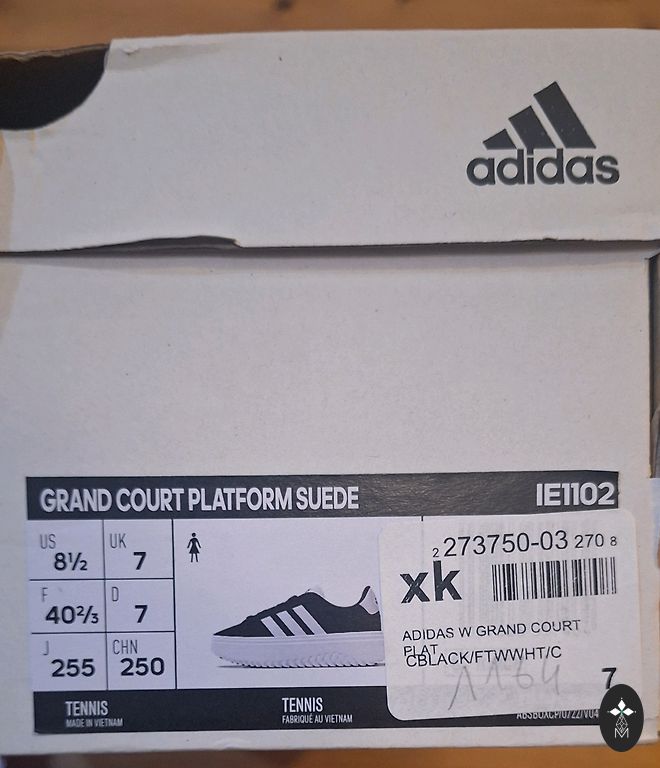 adidas
GRAND COURT PLATFORM SUEDE
IE1102
US
8½
UK
7
F
40⅔
D
7
J
255
CHN
250
2 273750-03 270 8
xk
ADIDAS W GRAND COURT
PLAT
CBLACK/FTWWHT/C
7
TENNIS
MADE IN VIETNAM
TENNIS
FABRIQUÉ AU VIETNAM
M